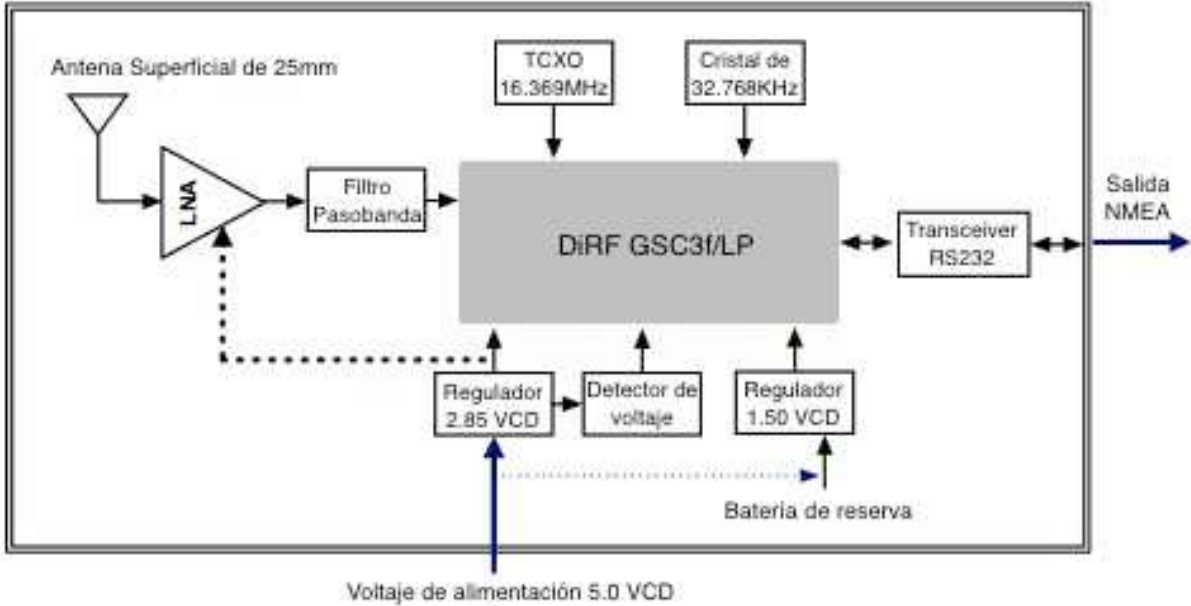 Antena Superficial de 25mm
TCXO
16.369MHz
Cristal de
32.768KHz
LNA
Filtro
Pasobanda
DiRF GSC3f/LP
Transceiver
RS232
Salida
NMEA
Regulador
2.85 VCD
Detector de
voltaje
Regulador
1.50 VCD
Bateria de reserva
Voltaje de alimentación 5.0 VCD